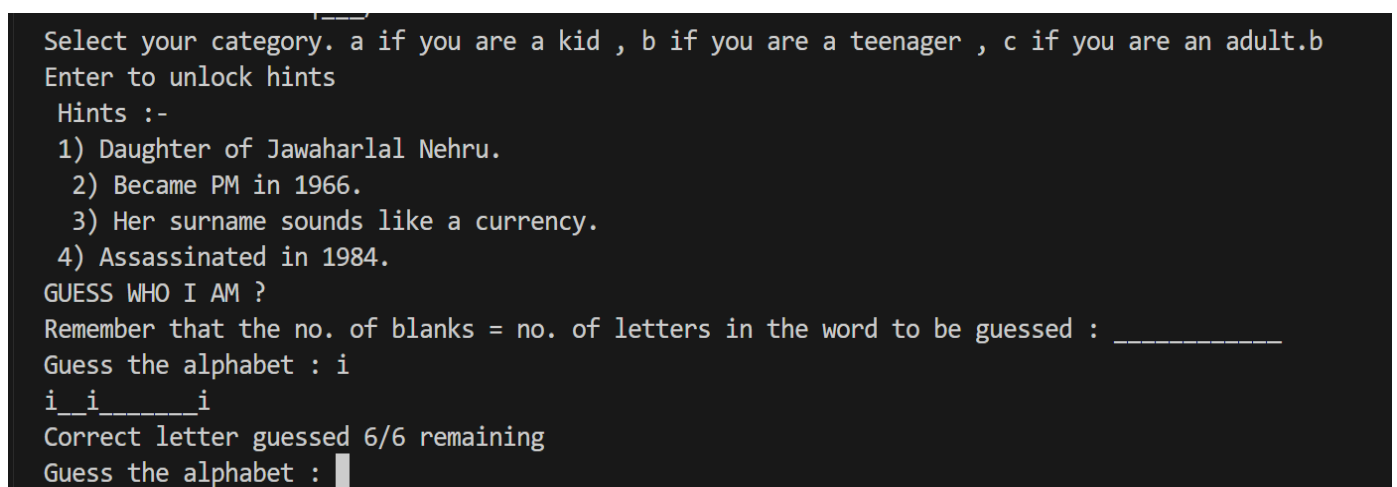 Select your category. a if you are a kid , b if you are a teenager , c if you are an adult.b
Enter to unlock hints
Hints :-
1) Daughter of Jawaharlal Nehru.
2) Became PM in 1966.
3) Her surname sounds like a currency.
4) Assassinated in 1984.
GUESS WHO I AM ?
Remember that the no. of blanks = no. of letters in the word to be guessed : ____________
Guess the alphabet : i
i__i_______i
Correct letter guessed 6/6 remaining
Guess the alphabet :